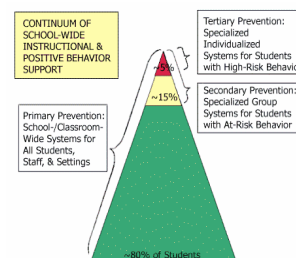 CONTINUUM OF
SCHOOL-WIDE
INSTRUCTIONAL &
POSITIVE BEHAVIOR
SUPPORT
Tertiary Prevention:
Specialized
Individualized
Systems for Students
with High-Risk Behavio
~5%
Secondary Prevention:
Specialized Group
Systems for Students
with At-Risk Behavior
~15%
Primary Prevention:
School-/Classroom-
Wide Systems for
All Students,
Staff, & Settings
~80% of Students